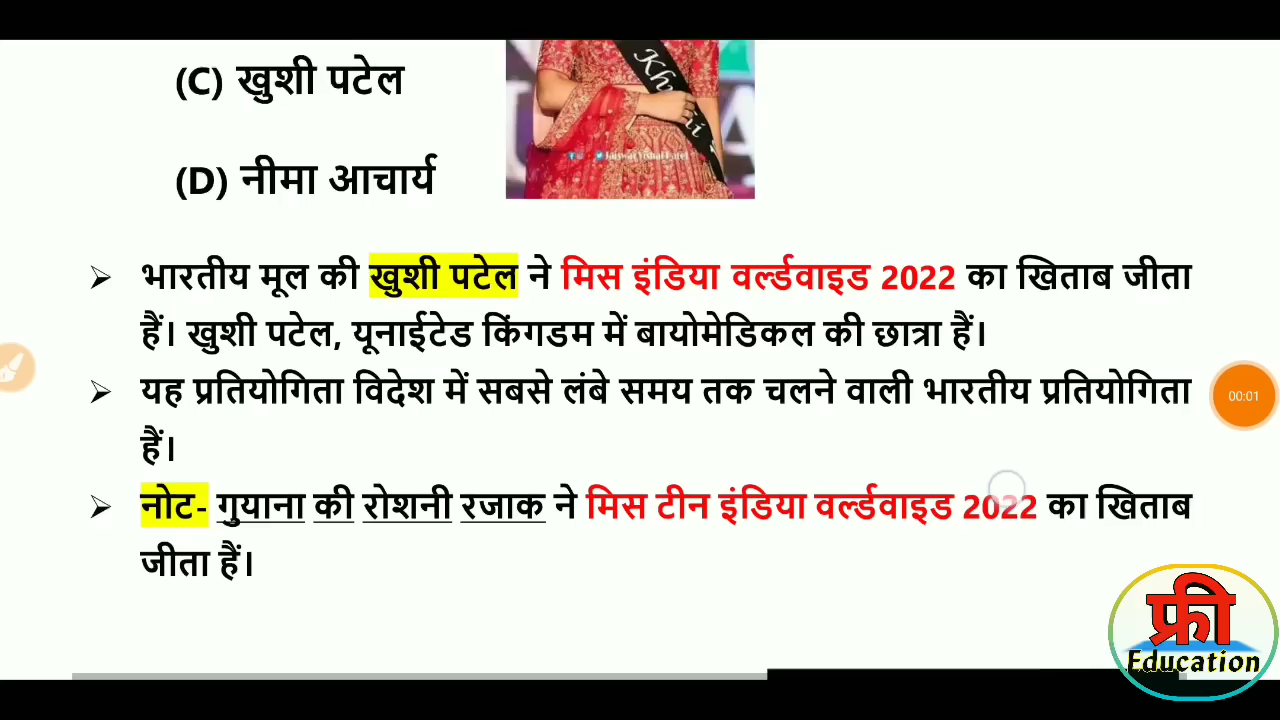 (C) खुशी पटेल
(D) नीमा आचार्य
➢ भारतीय मूल की खुशी पटेल ने मिस इंडिया वर्ल्डवाइड 2022 का खिताब जीता
हैं। खुशी पटेल, यूनाईटेड किंगडम में बायोमेडिकल की छात्रा हैं।
➢ यह प्रतियोगिता विदेश में सबसे लंबे समय तक चलने वाली भारतीय प्रतियोगिता
हैं।
00:01
➢ नोट- गुयाना की रोशनी रजाक ने मिस टीन इंडिया वर्ल्डवाइड 2022 का खिताब
जीता हैं।
फ्री
Education